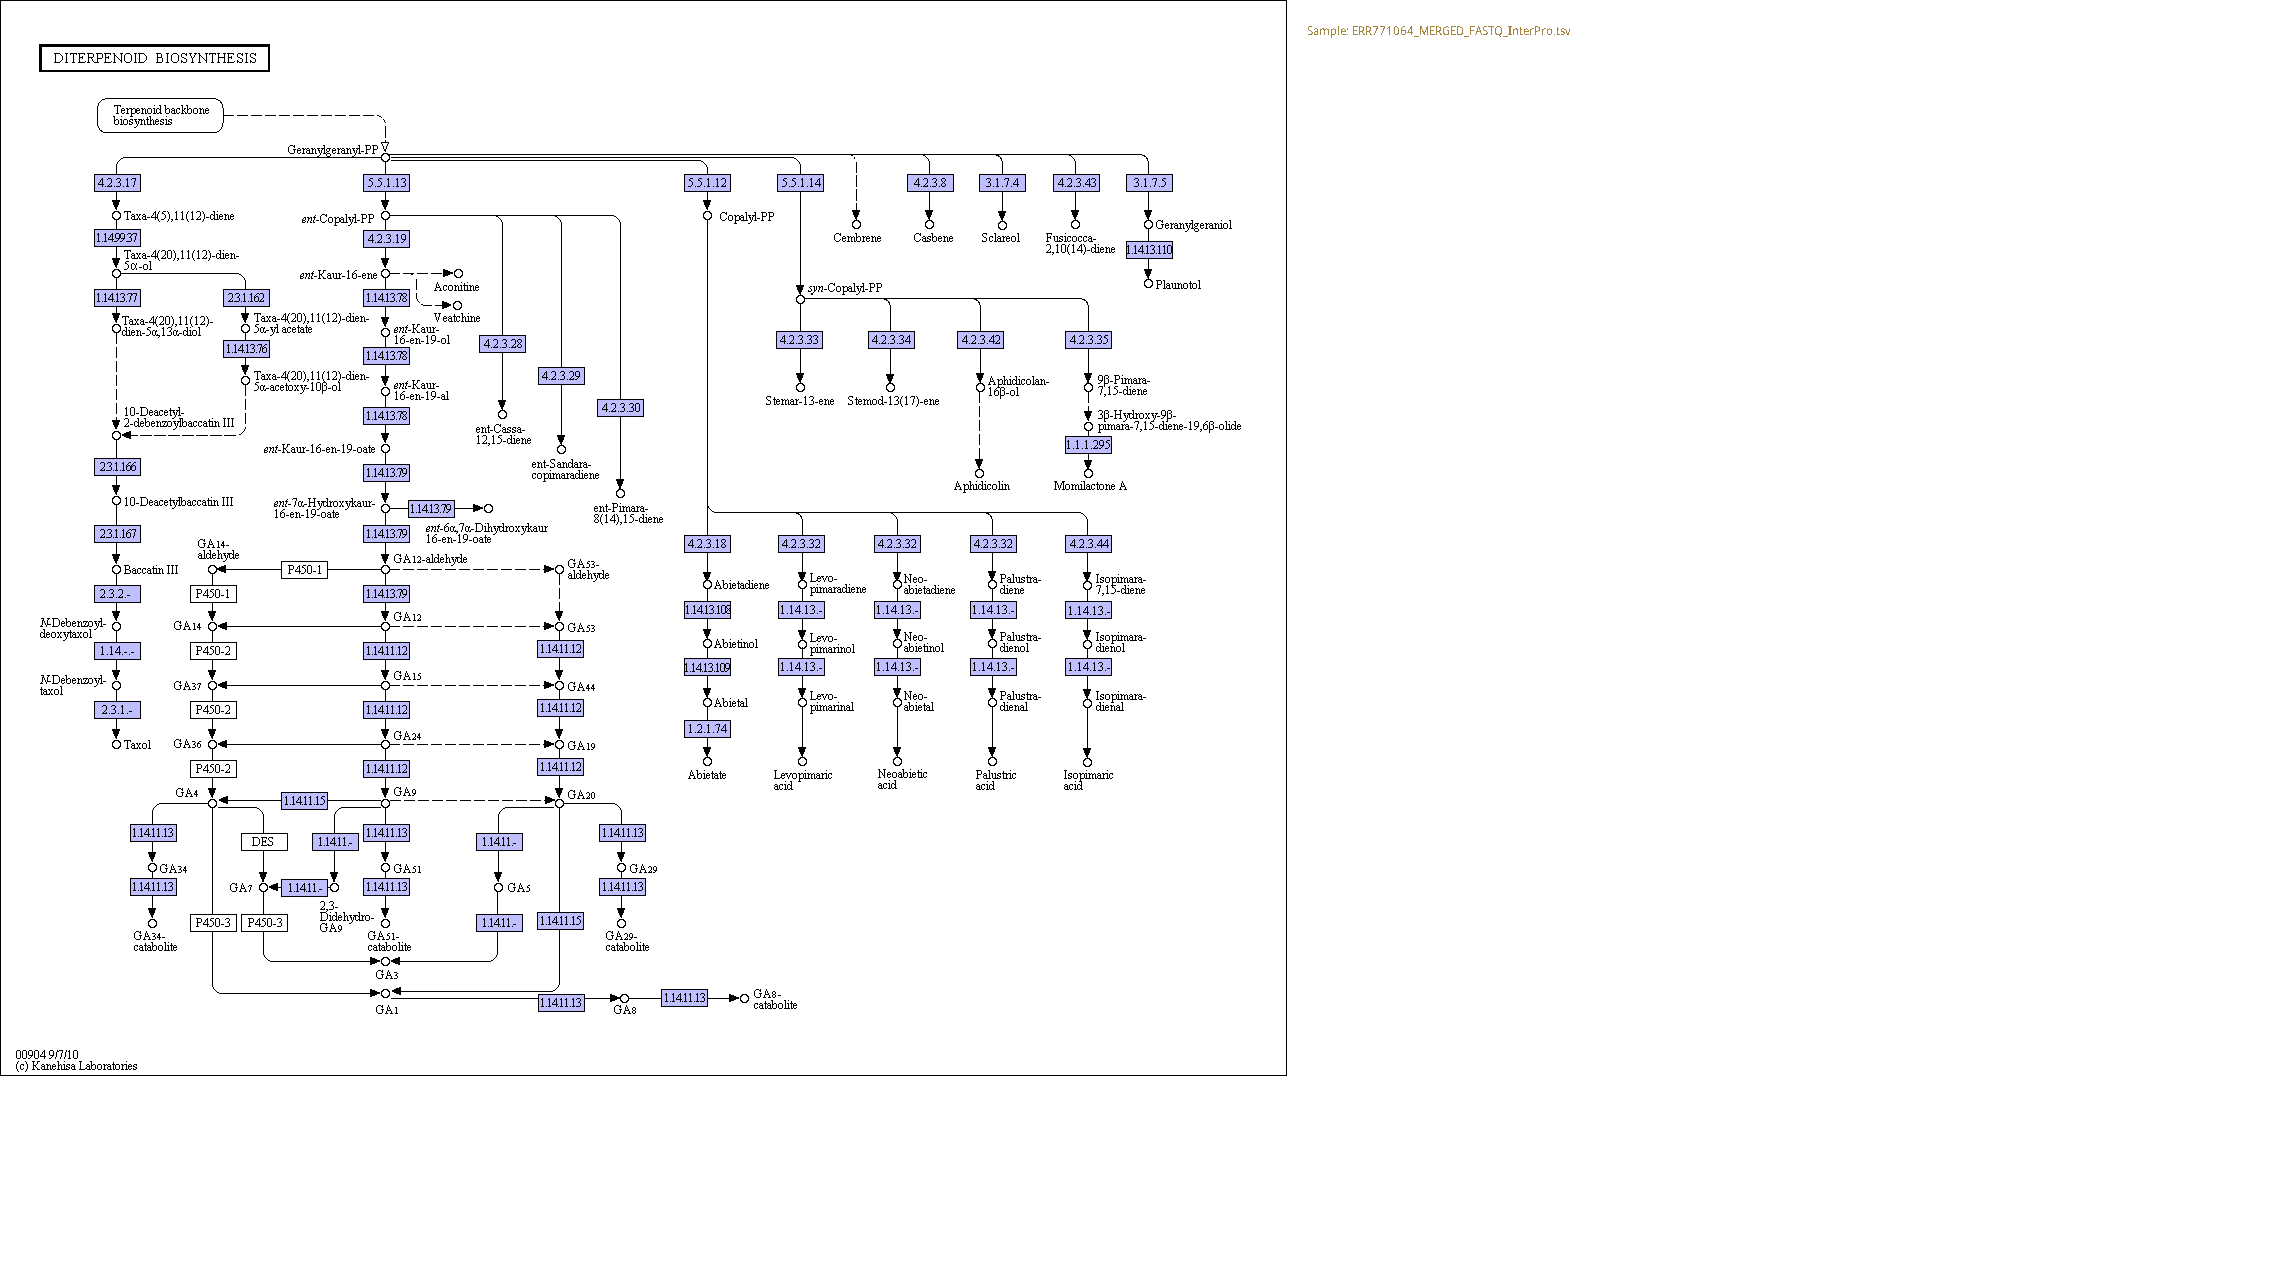 Sample: ERR771064_MERGED_FASTQ_InterPro.tsv
DITERPENOID BIOSYNTHESIS
Terpenoid backbone
biosynthesis
Geranylgeranyl-PP
4.2.3.17
5.5.1.13
5.5.1.12
5.5.1.14
4.2.3.8
3.1.7.4
4.2.3.43
3.1.7.5
Taxa-4(5),11(12)-diene
ent-Copalyl-PP
Copalyl-PP
Cembrene
Casbene
Sclareol
Fusicocca-
2,10(14)-diene
Geranylgeraniol
1.14.99.37
4.2.3.19
1.14.13.110
Taxa-4(20),11(12)-dien-
5α-ol
ent-Kaur-16-ene
Aconitine
Plaunotol
syn-Copalyl-PP
1.14.13.77
2.3.1.162
1.14.13.78
Veatchine
Taxa-4(20),11(12)-
dien-5α,13α-diol
Taxa-4(20),11(12)-dien-
5α-yl acetate
ent-Kaur-
16-en-19-ol
4.2.3.28
4.2.3.33
4.2.3.34
4.2.3.42
4.2.3.35
1.14.13.76
1.14.13.78
4.2.3.29
Taxa-4(20),11(12)-dien-
5α-acetoxy-10β-ol
ent-Kaur-
16-en-19-al
Stemar-13-ene
Stemod-13(17)-ene
Aphidicolan-
16β-ol
9β-Pimara-
7,15-diene
4.2.3.30
10-Deacetyl-
2-debenzoylbaccatin III
1.14.13.78
ent-Cassa-
12,15-diene
3β-Hydroxy-9β-
pimara-7,15-diene-19,6β-olide
1.1.1.295
ent-Kaur-16-en-19-oate
2.3.1.166
1.14.13.79
ent-Sandara-
copimaradiene
Aphidicolin
Momilactone A
10-Deacetylbaccatin III
ent-7α-Hydroxykaur-
16-en-19-oate
1.14.13.79
ent-Pimara-
8(14),15-diene
2.3.1.167
1.14.13.79
ent-6α,7α-Dihydroxykaur
16-en-19-oate
4.2.3.18
4.2.3.32
4.2.3.32
4.2.3.32
4.2.3.44
GA14-
aldehyde
GA12-aldehyde
Baccatin III
P450-1
GA53-
aldehyde
Abietadiene
Levo-
pimaradiene
Neo-
abietadiene
Palustra-
diene
Isopimara-
7,15-diene
2.3.2.-
P450-1
1.14.13.79
1.14.13.108
1.14.13.-
1.14.13.-
1.14.13.-
1.14.13.-
N-Debenzoyl-
deoxytaxol
GA14
GA12
GA53
Abietinol
Levo-
pimarinol
Neo-
abietinol
Palustra-
dienol
Isopimara-
dienol
1.14.-.-
P450-2
1.14.11.12
1.14.11.12
1.14.13.109
1.14.13.-
1.14.13.-
1.14.13.-
1.14.13.-
N-Debenzoyl-
taxol
GA37
GA15
GA44
Abietal
Levo-
pimarinal
Neo-
abietal
Palustra-
dienal
Isopimara-
dienal
2.3.1.-
P450-2
1.14.11.12
1.14.11.12
1.2.1.74
Taxol
GA36
GA24
GA19
P450-2
1.14.11.12
1.14.11.12
Abietate
Levopimaric
acid
Neoabietic
acid
Palustric
acid
Isopimaric
acid
GA4
1.14.11.15
GA9
GA20
1.14.11.13
DES
1.14.11.-
1.14.11.13
1.14.11.-
1.14.11.13
GA34
GA51
GA29
1.14.11.13
GA7
1.14.11.-
1.14.11.13
GA5
1.14.11.13
2,3-
Didehydro-
GA9
P450-3
P450-3
1.14.11.-
1.14.11.15
GA34-
catabolite
GA51-
catabolite
GA29-
catabolite
GA3
1.14.11.13
1.14.11.13
GA8-
catabolite
GA1
GA8
00904 9/7/10
(c) Kanehisa Laboratories